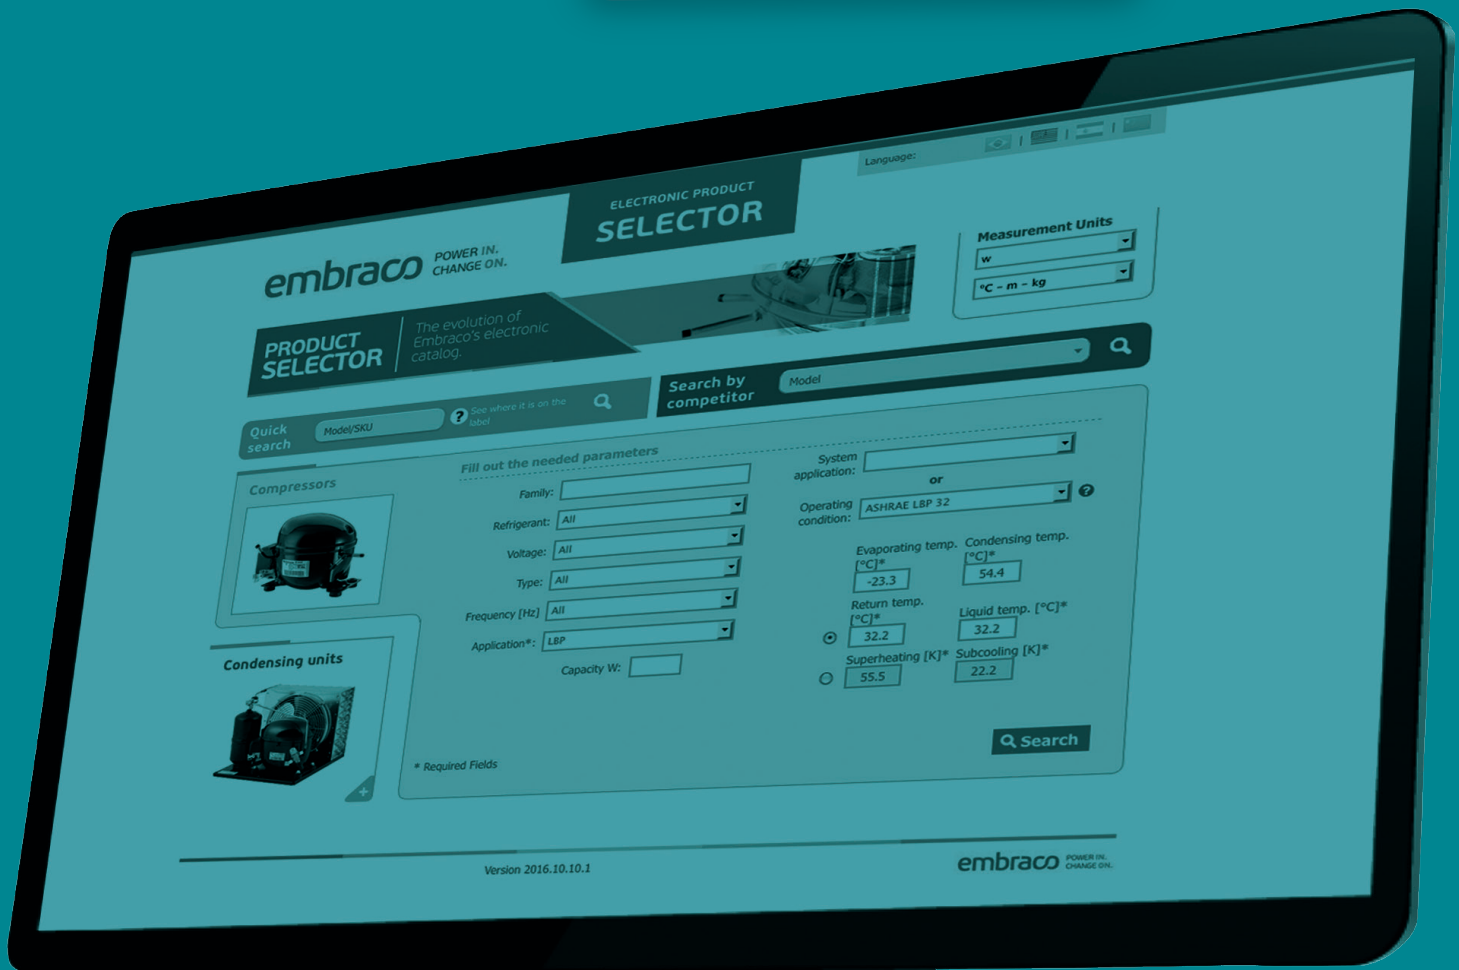 Language:
ELECTRONIC PRODUCT
SELECTOR
embraco
POWER IN.
CHANGE ON.
Measurement Units
w
°C – m – kg
PRODUCT
SELECTOR
The evolution of
Embraco's electronic
catalog.
Quick
search
Model/SKU
?
See where it is on the
label
Search by
competitor
Model
Compressors
Condensing units
+
Fill out the needed parameters
Family:
Refrigerant: All
Voltage: All
Type: All
Frequency [Hz] All
Application*: LBP
Capacity W:
System
application:
or
Operating
condition:
ASHRAE LBP 32
?
Evaporating temp.
[°C]*
-23.3
Condensing temp.
[°C]*
54.4
Return temp.
[°C]*
32.2
Liquid temp. [°C]*
32.2
Superheating [K]*
55.5
Subcooling [K]*
22.2
Search
* Required Fields
Version 2016.10.10.1
embraco
POWER IN.
CHANGE ON.